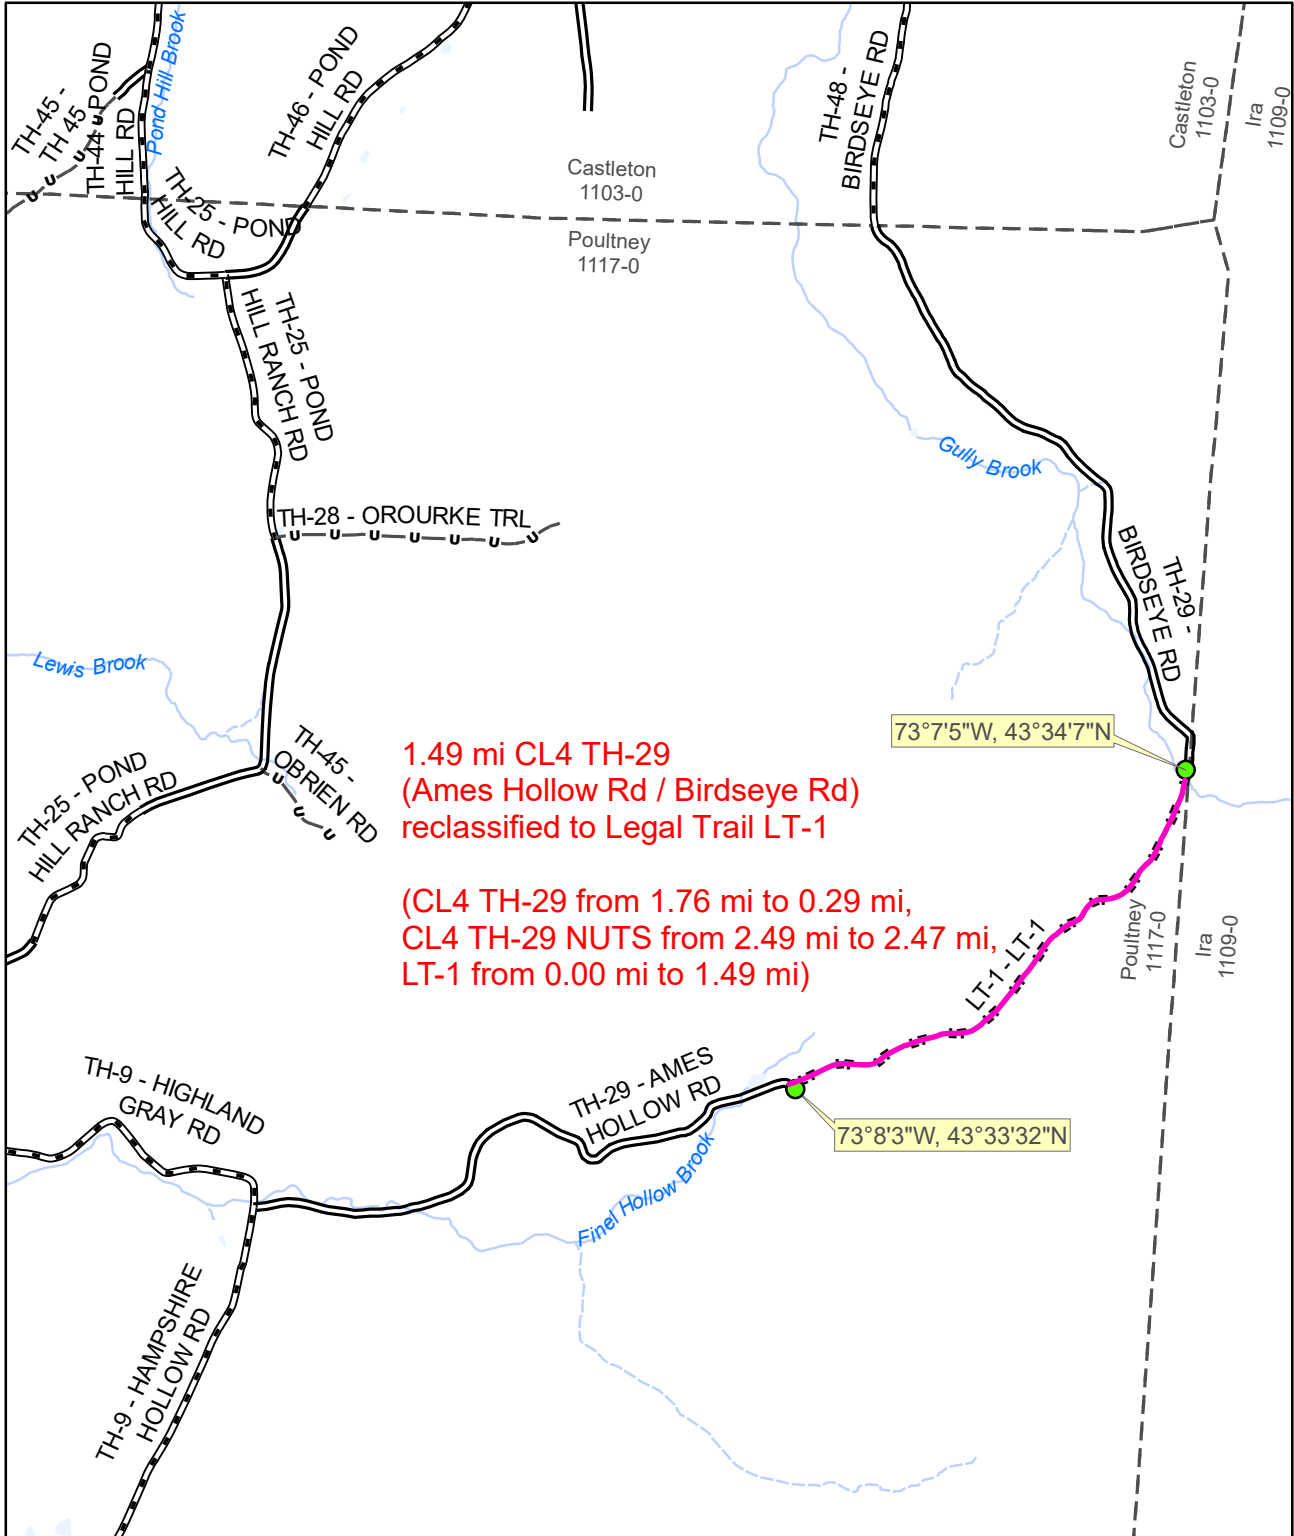 TH-45 -
TH 45
TH-44 - POND
HILL RD
Pond Hill Brook
TH-46 - POND
HILL RD
TH-48 -
BIRDSEYE RD
Castleton
1103-0
Ira
1109-0
Castleton
1103-0
Poultney
1117-0
TH-25 - POND
HILL RD
TH-25 - POND
HILL RANCH RD
Gully Brook
TH-28 - OROURKE TRL
TH-29 -
BIRDSEYE RD
Lewis Brook
73°7'5"W, 43°34'7"N
TH-45 -
OBRIEN RD
TH-25 - POND
HILL RANCH RD
1.49 mi CL4 TH-29
(Ames Hollow Rd / Birdseye Rd)
reclassified to Legal Trail LT-1
(CL4 TH-29 from 1.76 mi to 0.29 mi,
CL4 TH-29 NUTS from 2.49 mi to 2.47 mi,
LT-1 from 0.00 mi to 1.49 mi)
LT-1 - LT-1
Poultney
1117-0
Ira
1109-0
TH-9 - HIGHLAND
GRAY RD
TH-29 - AMES
HOLLOW RD
73°8'3"W, 43°33'32"N
Finel Hollow Brook
TH-9 - HAMPSHIRE
HOLLOW RD